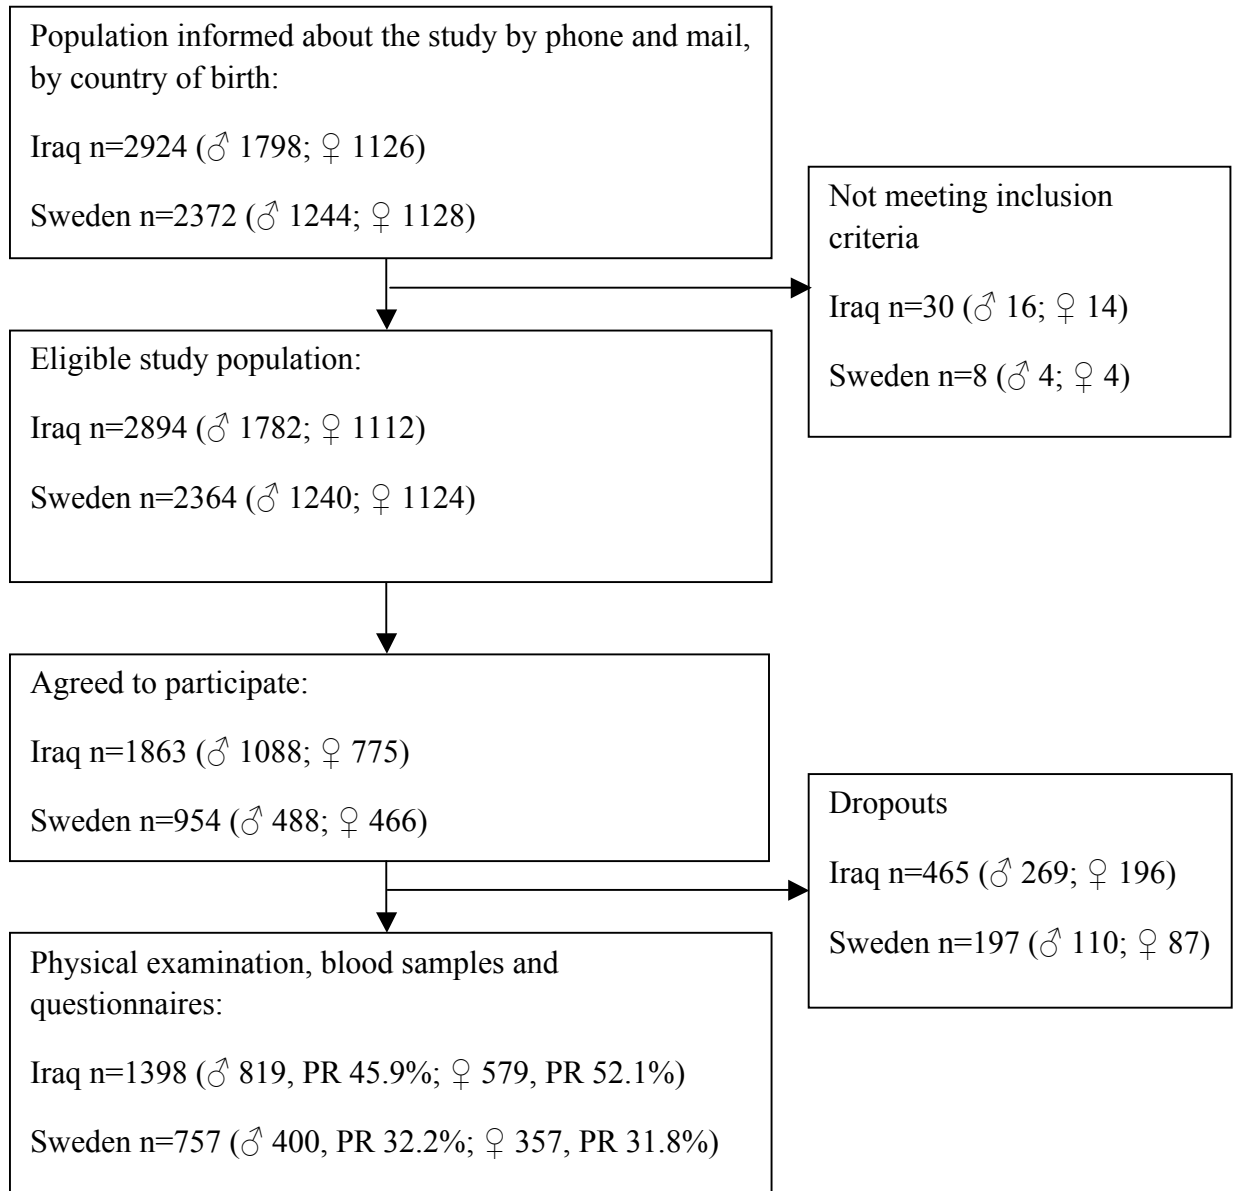 Population informed about the study by phone and mail,
by country of birth:
Iraq n=2924 (♂ 1798; ♀ 1126)
Sweden n=2372 (♂ 1244; ♀ 1128)
Not meeting inclusion
criteria
Iraq n=30 (♂ 16; ♀ 14)
Sweden n=8 (♂ 4; ♀ 4)
Eligible study population:
Iraq n=2894 (♂ 1782; ♀ 1112)
Sweden n=2364 (♂ 1240; ♀ 1124)
Agreed to participate:
Iraq n=1863 (♂ 1088; ♀ 775)
Sweden n=954 (♂ 488; ♀ 466)
Dropouts
Iraq n=465 (♂ 269; ♀ 196)
Sweden n=197 (♂ 110; ♀ 87)
Physical examination, blood samples and
questionnaires:
Iraq n=1398 (♂ 819, PR 45.9%; ♀ 579, PR 52.1%)
Sweden n=757 (♂ 400, PR 32.2%; ♀ 357, PR 31.8%)